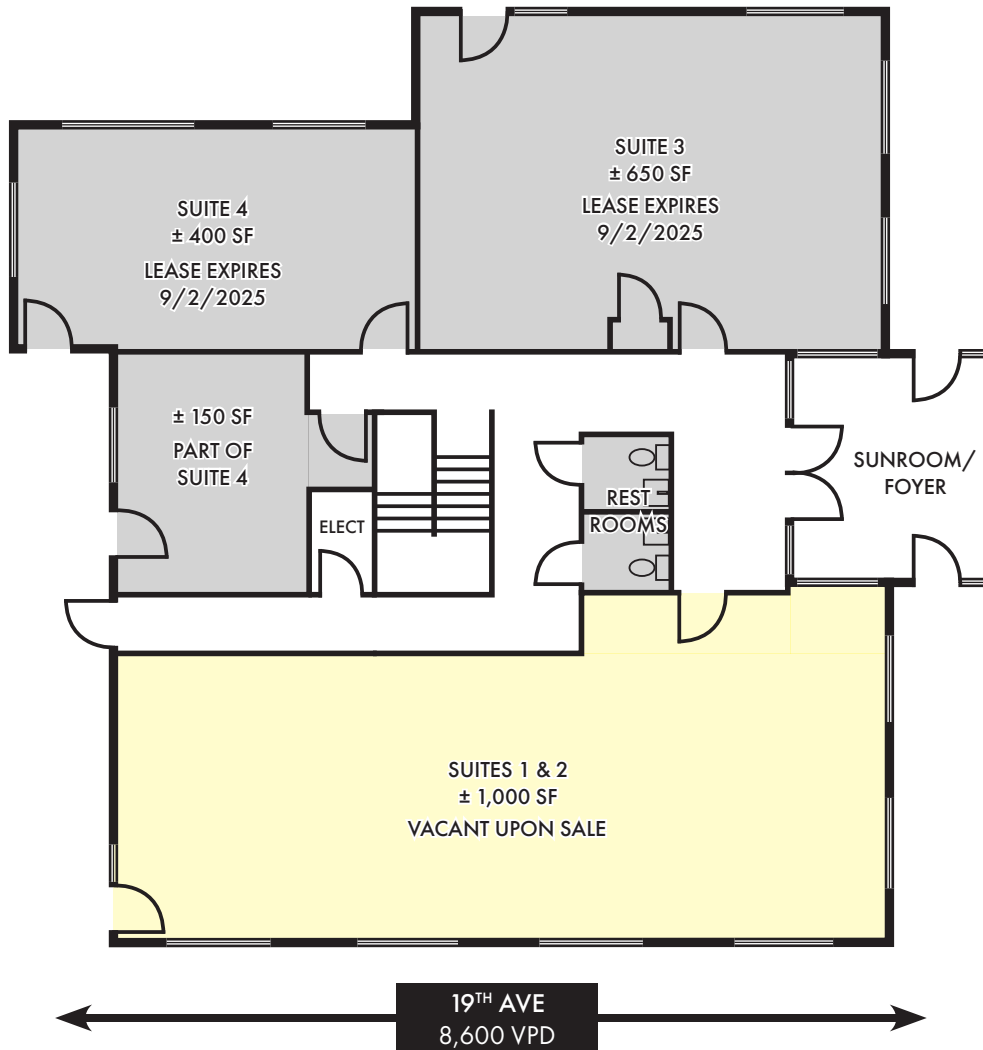 SUITE 3
± 650 SF
LEASE EXPIRES
9/2/2025
SUITE 4
± 400 SF
LEASE EXPIRES
9/2/2025
± 150 SF
PART OF
SUITE 4
ELECT
REST
ROOMS
SUNROOM/
FOYER
SUITES 1 & 2
± 1,000 SF
VACANT UPON SALE
19TH AVE
8,600 VPD